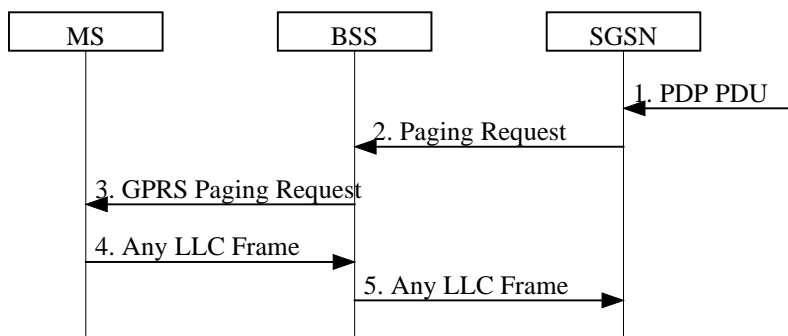 MS
BSS
SGSN
1. PDP PDU
2. Paging Request
3. GPRS Paging Request
4. Any LLC Frame
5. Any LLC Frame